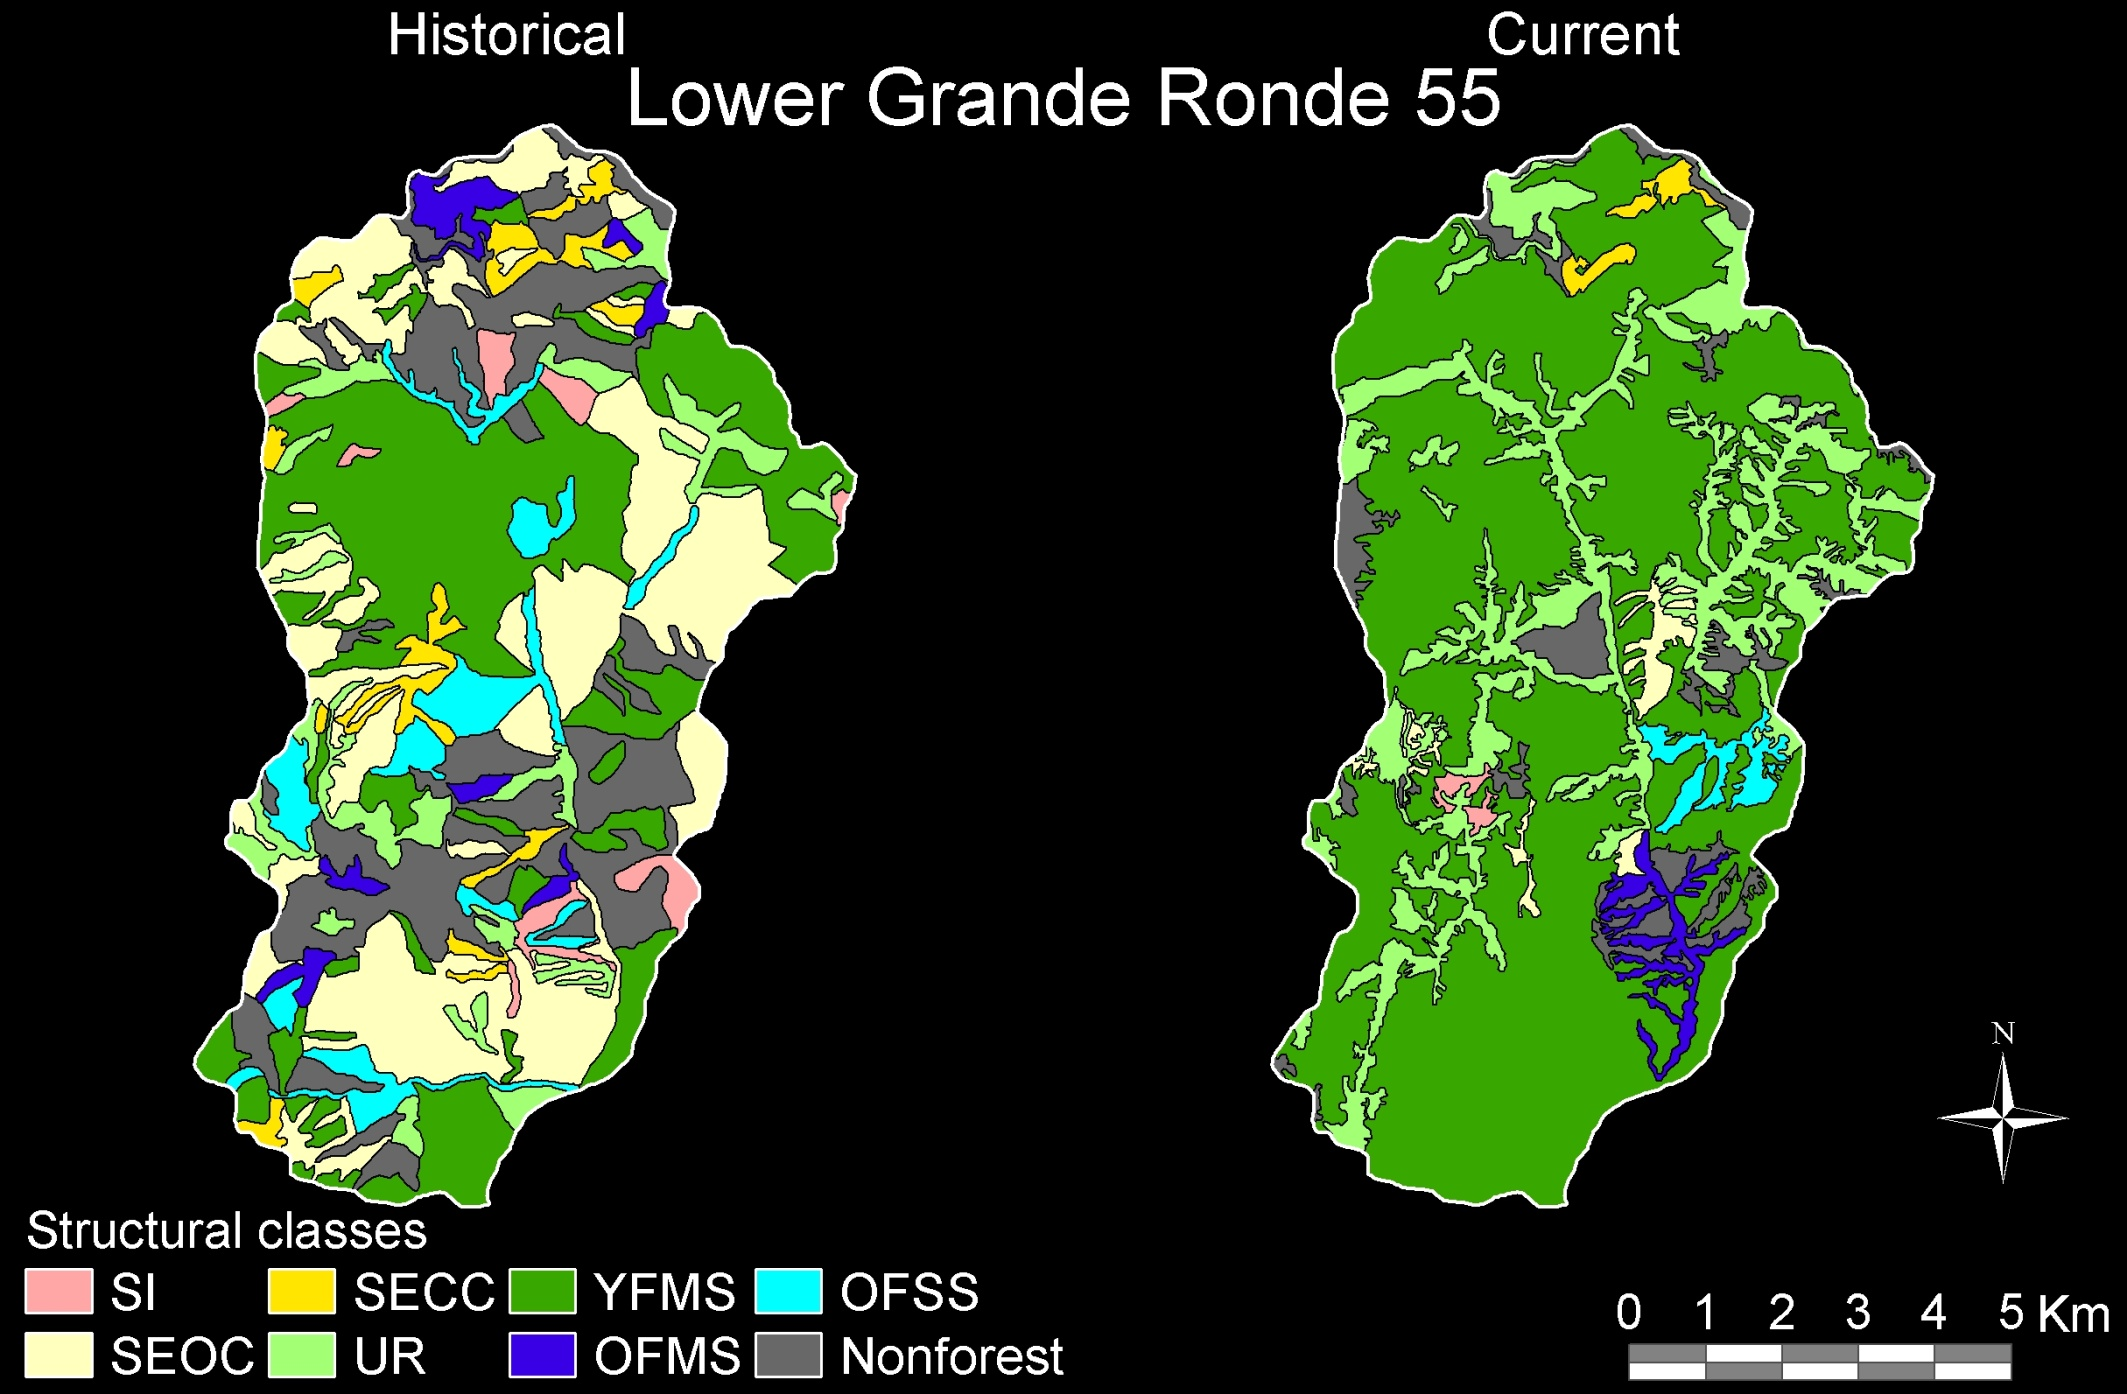 Historical
Current
Lower Grande Ronde 55
N
Structural classes
SI
SECC
YFMS
OFSS
SEOC
UR
OFMS
Nonforest
0 1 2 3 4 5 Km